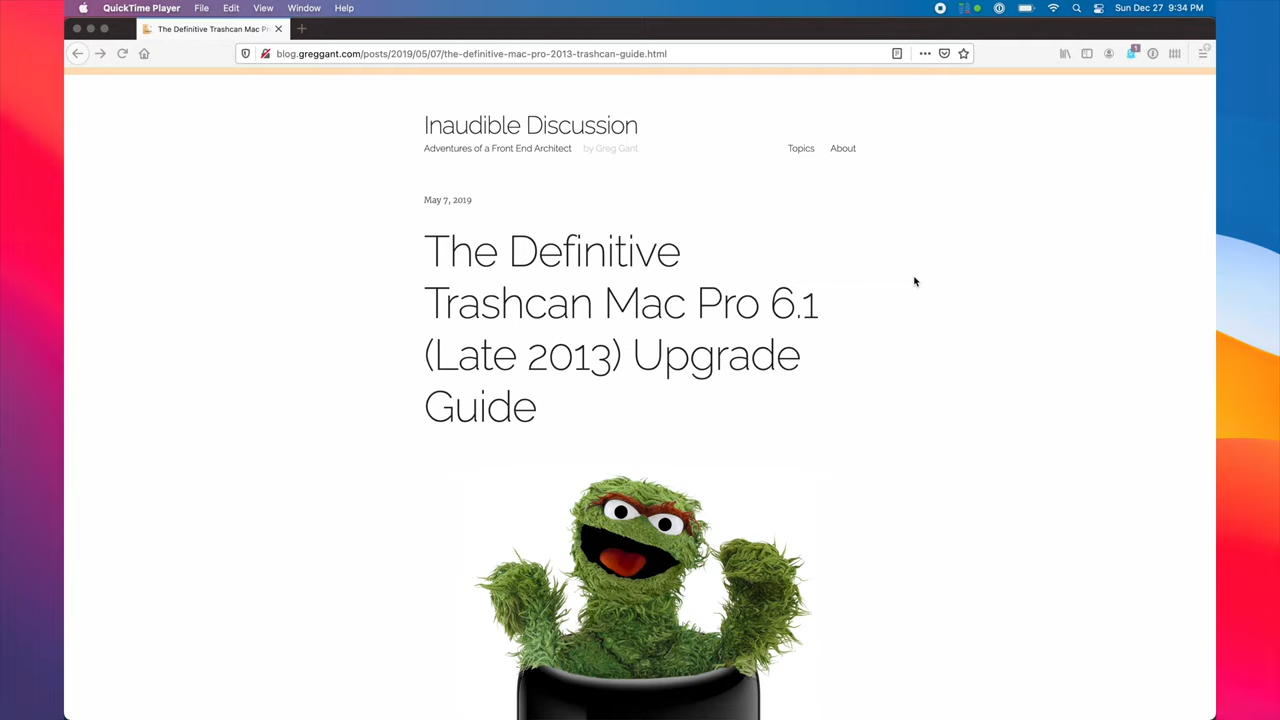 QuickTime Player File Edit View Window Help Sun Dec 27 9:34 PM
The Definitive Trashcan Mac Pr
blog.greggant.com/posts/2019/05/07/the-definitive-mac-pro-2013-trashcan-guide.html
1
Inaudible Discussion
Adventures of a Front End Architect by Greg Gant Topics About
May 7, 2019
The Definitive
Trashcan Mac Pro 6.1
(Late 2013) Upgrade
Guide